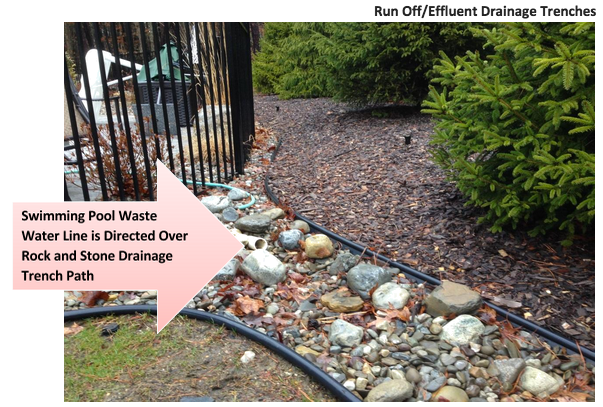 Run Off/Effluent Drainage Trenches
Swimming Pool Waste
Water Line is Directed Over
Rock and Stone Drainage
Trench Path